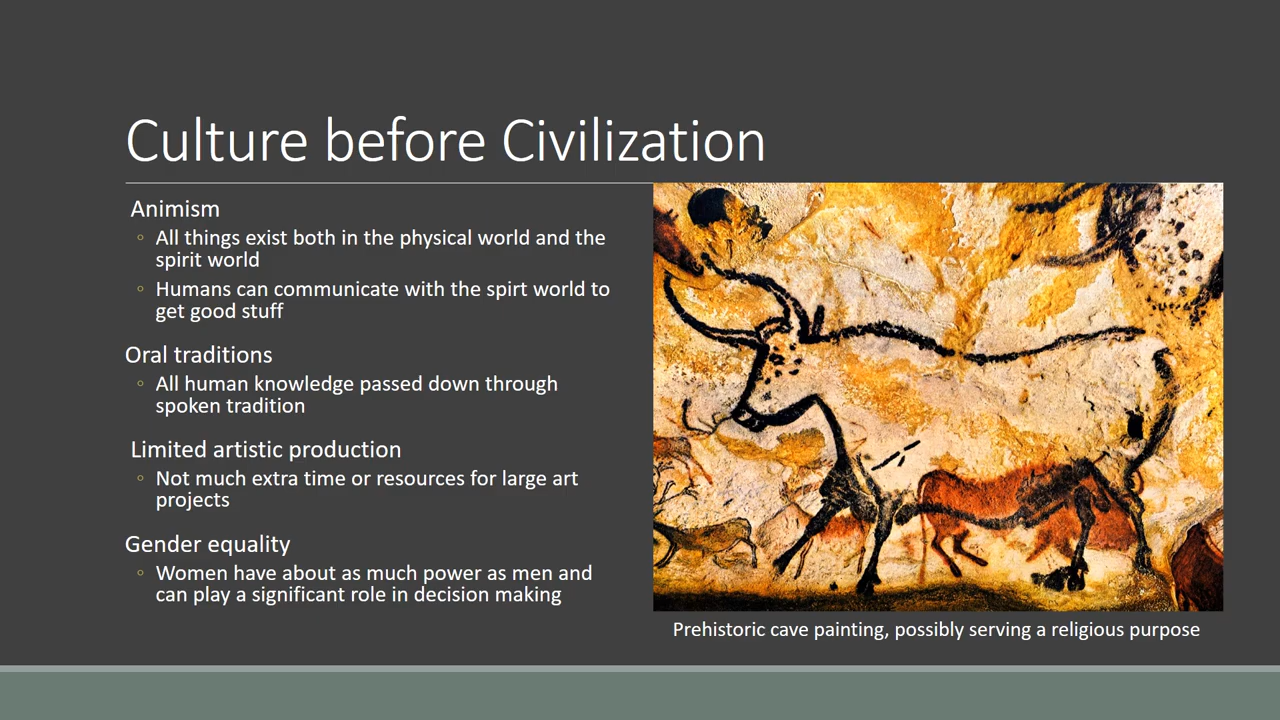 Culture before Civilization
Animism
◦ All things exist both in the physical world and the
spirit world
◦ Humans can communicate with the spirt world to
get good stuff
Oral traditions
◦ All human knowledge passed down through
spoken tradition
Limited artistic production
◦ Not much extra time or resources for large art
projects
Gender equality
◦ Women have about as much power as men and
can play a significant role in decision making
Prehistoric cave painting, possibly serving a religious purpose